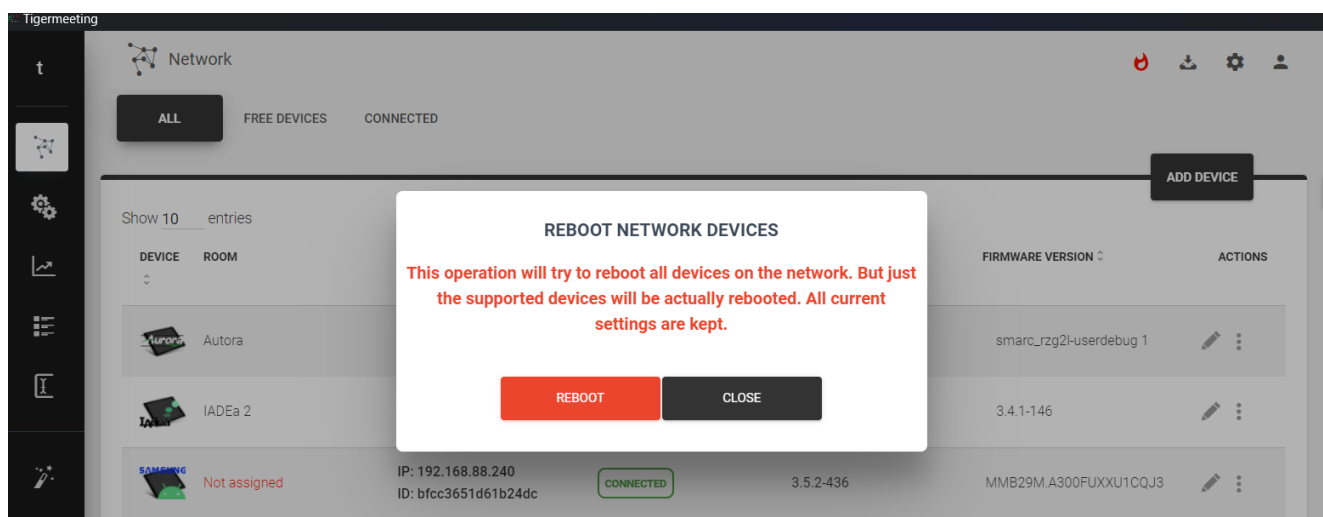 Tigermeeting
t
Network
ALL
FREE DEVICES
CONNECTED
ADD DEVICE
Show 10 entries
DEVICE ROOM FIRMWARE VERSION ACTIONS
REBOOT NETWORK DEVICES
This operation will try to reboot all devices on the network. But just
the supported devices will be actually rebooted. All current
settings are kept.
REBOOT
CLOSE
Aurora Autora smarc_rzg2l-userdebug 1
IADEa 2 3.4.1-146
SAMSUNG Not assigned
IP: 192.168.88.240
ID: bfcc3651d61b24dc
CONNECTED 3.5.2-436 MMB29M.A300FUXXU1CQJ3